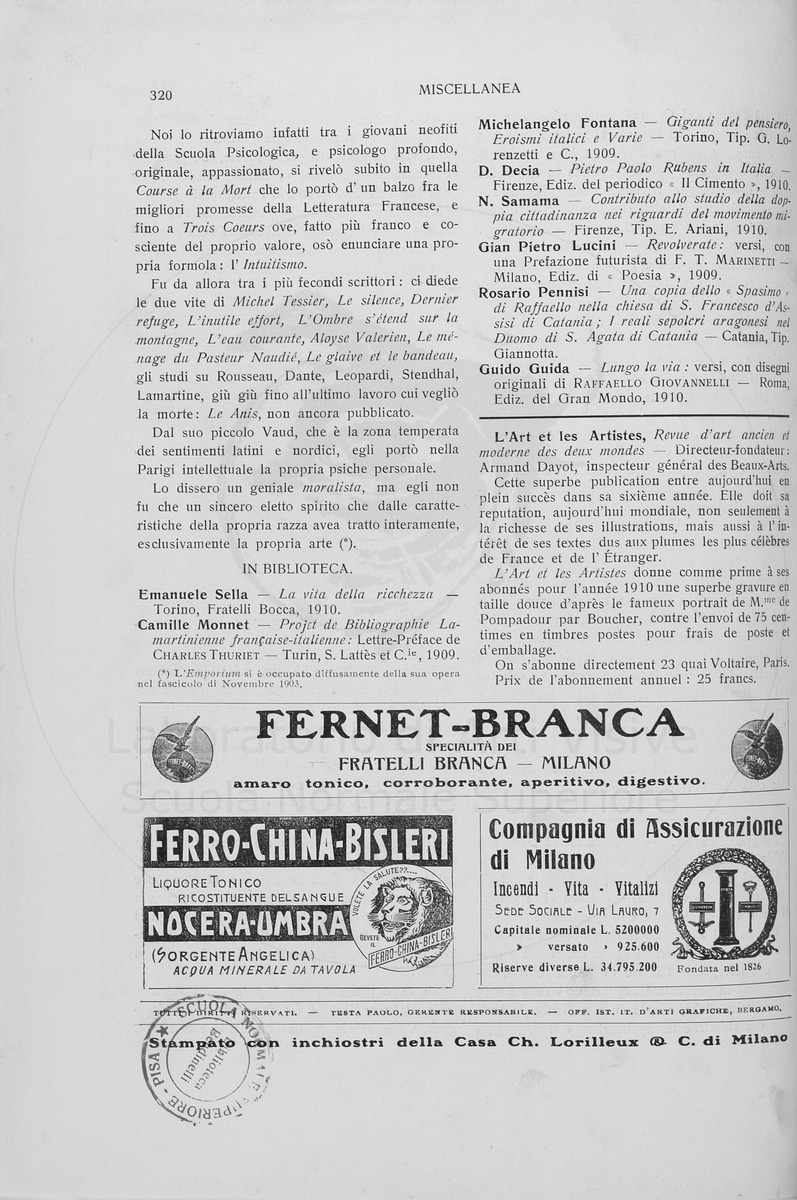 320
MISCELLANEA
Noi lo ritroviamo infatti tra i giovani neofiti
della Scuola Psicologica, e psicologo profondo,
originale, appassionato, si rivelò subito in quella
Course à la Mort che lo portò d' un balzo fra le
migliori promesse della Letteratura Francese, e
fino a Trois Coeurs ove, fatto più franco e co-
sciente del proprio valore, osò enunciare una pro-
pria formola : l' Intuitismo.
Fu da allora tra i più fecondi scrittori : ci diede
le due vite di Michel Tessier, Le silence, Dernier
refuge, L'inutile effort, L'Ombre s'étend sur la
montagne, L'eau courante, Aloyse Valerien, Le mé-
nage du Pasteur Naudié, Le glaive et le bandeau,
gli studi su Rousseau, Dante, Leopardi, Stendhal,
Lamartine, giù giù fino all'ultimo lavoro cui vegliò
la morte : Le Anis, non ancora pubblicato.
Dal suo piccolo Vaud, che è la zona temperata
dei sentimenti latini e nordici, egli portò nella
Parigi intellettuale la propria psiche personale.
Lo dissero un geniale moralista, ma egli non
fu che un sincero eletto spirito che dalle caratte-
ristiche della propria razza avea tratto interamente,
esclusivamente la propria arte (*).
IN BIBLIOTECA.
Emanuele Sella — La vita della ricchezza —
Torino, Fratelli Bocca, 1910.
Camille Monnet — Projet de Bibliographie La-
martinienne française-italienne : Lettre-Préface de
CHARLES THURIET — Turin, S. Lattès et C.ie, 1909.
(*) L'Emporium si è occupato diffusamente della sua opera
nel fascicolo di Novembre 1903.
Michelangelo Fontana — Giganti del pensiero,
Eroismi italici e Varie — Torino, Tip. G. Lo-
renzetti e C., 1909.
D. Decia — Pietro Paolo Rubens in Italia —
Firenze, Ediz. del periodico « Il Cimento », 1910.
N. Samama — Contributo allo studio della dop-
pia cittadinanza nei riguardi del movimento mi-
gratorio — Firenze, Tip. E. Ariani, 1910.
Gian Pietro Lucini — Revolverate : versi, con
una Prefazione futurista di F. T. MARINETTI —
Milano, Ediz. di « Poesia », 1909.
Rosario Pennisi — Una copia dello « Spasimo »
di Raffaello nella chiesa di S. Francesco d'As-
sisi di Catania ; I reali sepolcri aragonesi nel
Duomo di S. Agata di Catania — Catania, Tip.
Giannotta.
Guido Guida — Lungo la via : versi, con disegni
originali di RAFFAELLO GIOVANNELLI — Roma,
Ediz. del Gran Mondo, 1910.
L'Art et les Artistes, Revue d'art ancien et
moderne des deux mondes — Directeur-fondateur :
Armand Dayot, inspecteur général des Beaux-Arts.
Cette superbe publication entre aujourd'hui en
plein succès dans sa sixième année. Elle doit sa
reputation, aujourd'hui mondiale, non seulement à
la richesse de ses illustrations, mais aussi à l'in-
térêt de ses textes dus aux plumes les plus célèbres
de France et de l' Étranger.
L'Art et les Artistes donne comme prime à ses
abonnés pour l'année 1910 une superbe gravure en
taille douce d'après le fameux portrait de M.me de
Pompadour par Boucher, contre l'envoi de 75 cen-
times en timbres postes pour frais de poste et
d'emballage.
On s'abonne directement 23 quai Voltaire, Paris.
Prix de l'abonnement annuel : 25 francs.
FERNET-BRANCA
SPECIALITÀ DEI
FRATELLI BRANCA — MILANO
amaro tonico, corroborante, aperitivo, digestivo.
FERRO-CHINA-BISLERI
LIQUORE TONICO
RICOSTITUENTE DEL SANGUE
NOCERA-UMBRA
(SORGENTE ANGELICA)
ACQUA MINERALE DA TAVOLA
VOLETE LA SALUTE??....
BEVETE IL
FERRO-CHINA-BISLERI
Compagnia di Assicurazione
di Milano
Incendi - Vita - Vitalizi
SEDE SOCIALE - VIA LAURO, 7
Capitale nominale L. 5200000
» versato » 925.600
Riserve diverse L. 34.795.200
Fondata nel 1826
TUTTI I DIRITTI RISERVATI. — TESTA PAOLO, GERENTE RESPONSABILE. — OFF. IST. IT. D'ARTI GRAFICHE, BERGAMO.
Stampato con inchiostri della Casa Ch. Lorilleux & C. di Milano
Scuola Normale Superiore